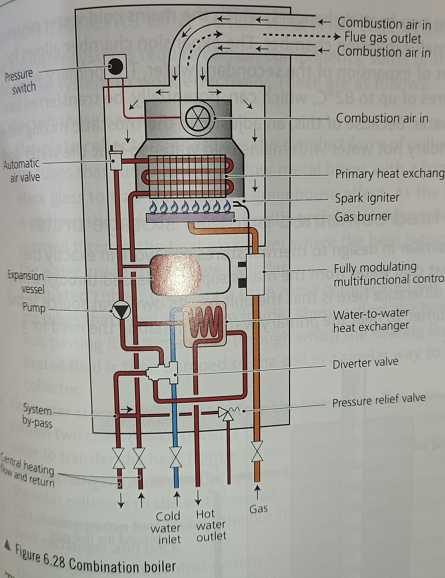 Combustion air in
Flue gas outlet
Combustion air in
Pressure
switch
Combustion air in
Automatic
air valve
Primary heat exchang
Spark igniter
Gas burner
Expansion
vessel
Fully modulating
multifunctional contro
Pump
Water-to-water
heat exchanger
Diverter valve
System
by-pass
Pressure relief valve
Central heating
flow and return
Cold
water
inlet
Hot
water
outlet
Gas
▲ Figure 6.28 Combination boiler